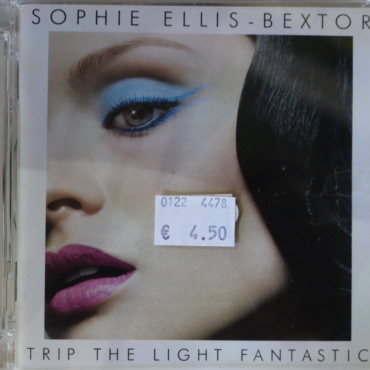 SOPHIE ELLIS-BEXTOR
0122 4478
€ 4.50
TRIP THE LIGHT FANTASTIC